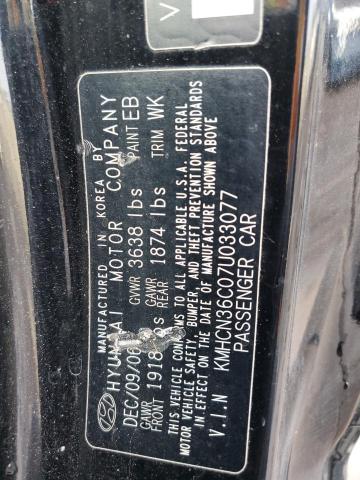 V
MANUFACTURED IN KOREA BY
HYUNDAI MOTOR COMPANY
DEC/09/06 GVWR 3638 lbs PAINT EB
GAWR FRONT 1918 lbs GAWR REAR: 1874 lbs TRIM WK
THIS VEHICLE CONFORMS TO ALL APPLICABLE U.S.A. FEDERAL
MOTOR VEHICLE SAFETY, BUMPER, AND THEFT PREVENTION STANDARDS
IN EFFECT ON THE DATE OF MANUFACTURE SHOWN ABOVE
V.I.N KMHCN36C07U033077
PASSENGER CAR